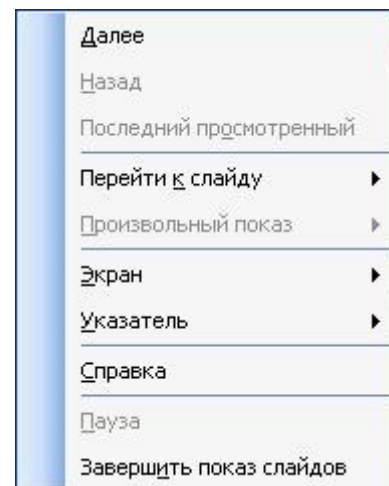 Далее
Назад
Последний просмотренный
Перейти к слайду
Произвольный показ
Экран
Указатель
Справка
Пауза
Завершить показ слайдов